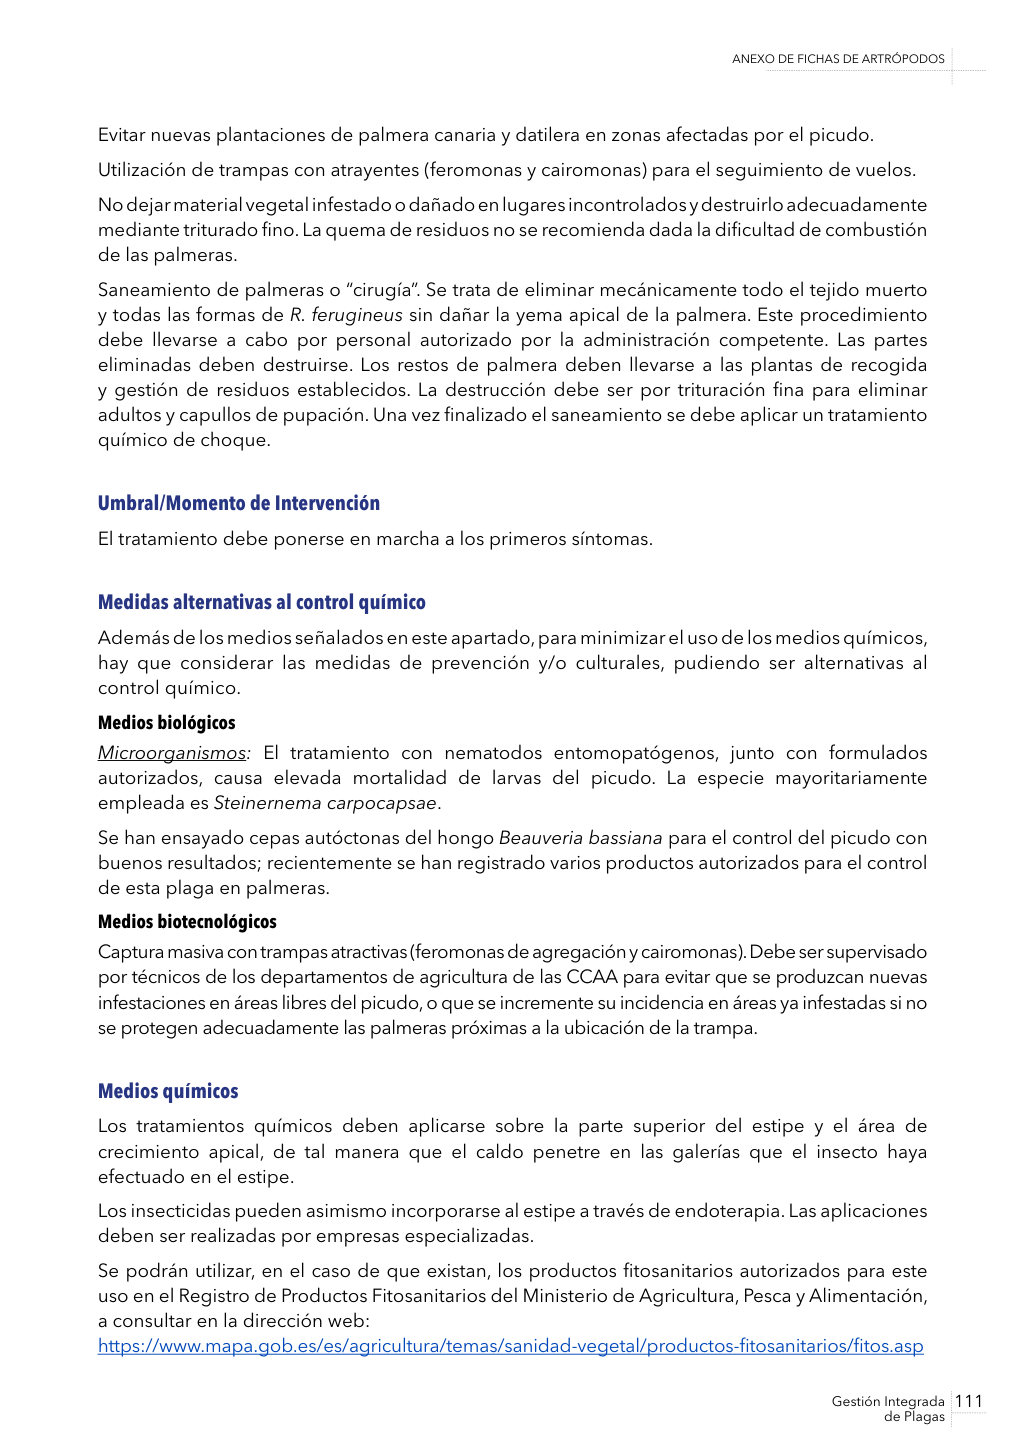 ANEXO DE FICHAS DE ARTRÓPODOS
Evitar nuevas plantaciones de palmera canaria y datilera en zonas afectadas por el picudo.
Utilización de trampas con atrayentes (feromonas y cairomonas) para el seguimiento de vuelos.
No dejar material vegetal infestado o dañado en lugares incontrolados y destruirlo adecuadamente
mediante triturado fino. La quema de residuos no se recomienda dada la dificultad de combustión
de las palmeras.
Saneamiento de palmeras o “cirugía“. Se trata de eliminar mecánicamente todo el tejido muerto
y todas las formas de R. ferugineus sin dañar la yema apical de la palmera. Este procedimiento
debe llevarse a cabo por personal autorizado por la administración competente. Las partes
eliminadas deben destruirse. Los restos de palmera deben llevarse a las plantas de recogida
y gestión de residuos establecidos. La destrucción debe ser por trituración fina para eliminar
adultos y capullos de pupación. Una vez finalizado el saneamiento se debe aplicar un tratamiento
químico de choque.
Umbral/Momento de Intervención
El tratamiento debe ponerse en marcha a los primeros síntomas.
Medidas alternativas al control químico
Además de los medios señalados en este apartado, para minimizar el uso de los medios químicos,
hay que considerar las medidas de prevención y/o culturales, pudiendo ser alternativas al
control químico.
Medios biológicos
Microorganismos: El tratamiento con nematodos entomopatógenos, junto con formulados
autorizados, causa elevada mortalidad de larvas del picudo. La especie mayoritariamente
empleada es Steinernema carpocapsae.
Se han ensayado cepas autóctonas del hongo Beauveria bassiana para el control del picudo con
buenos resultados; recientemente se han registrado varios productos autorizados para el control
de esta plaga en palmeras.
Medios biotecnológicos
Captura masiva con trampas atractivas (feromonas de agregación y cairomonas). Debe ser supervisado
por técnicos de los departamentos de agricultura de las CCAA para evitar que se produzcan nuevas
infestaciones en áreas libres del picudo, o que se incremente su incidencia en áreas ya infestadas si no
se protegen adecuadamente las palmeras próximas a la ubicación de la trampa.
Medios químicos
Los tratamientos químicos deben aplicarse sobre la parte superior del estipe y el área de
crecimiento apical, de tal manera que el caldo penetre en las galerías que el insecto haya
efectuado en el estipe.
Los insecticidas pueden asimismo incorporarse al estipe a través de endoterapia. Las aplicaciones
deben ser realizadas por empresas especializadas.
Se podrán utilizar, en el caso de que existan, los productos fitosanitarios autorizados para este
uso en el Registro de Productos Fitosanitarios del Ministerio de Agricultura, Pesca y Alimentación,
a consultar en la dirección web:
https://www.mapa.gob.es/es/agricultura/temas/sanidad-vegetal/productos-fitosanitarios/fitos.asp
Gestión Integrada 111
de Plagas